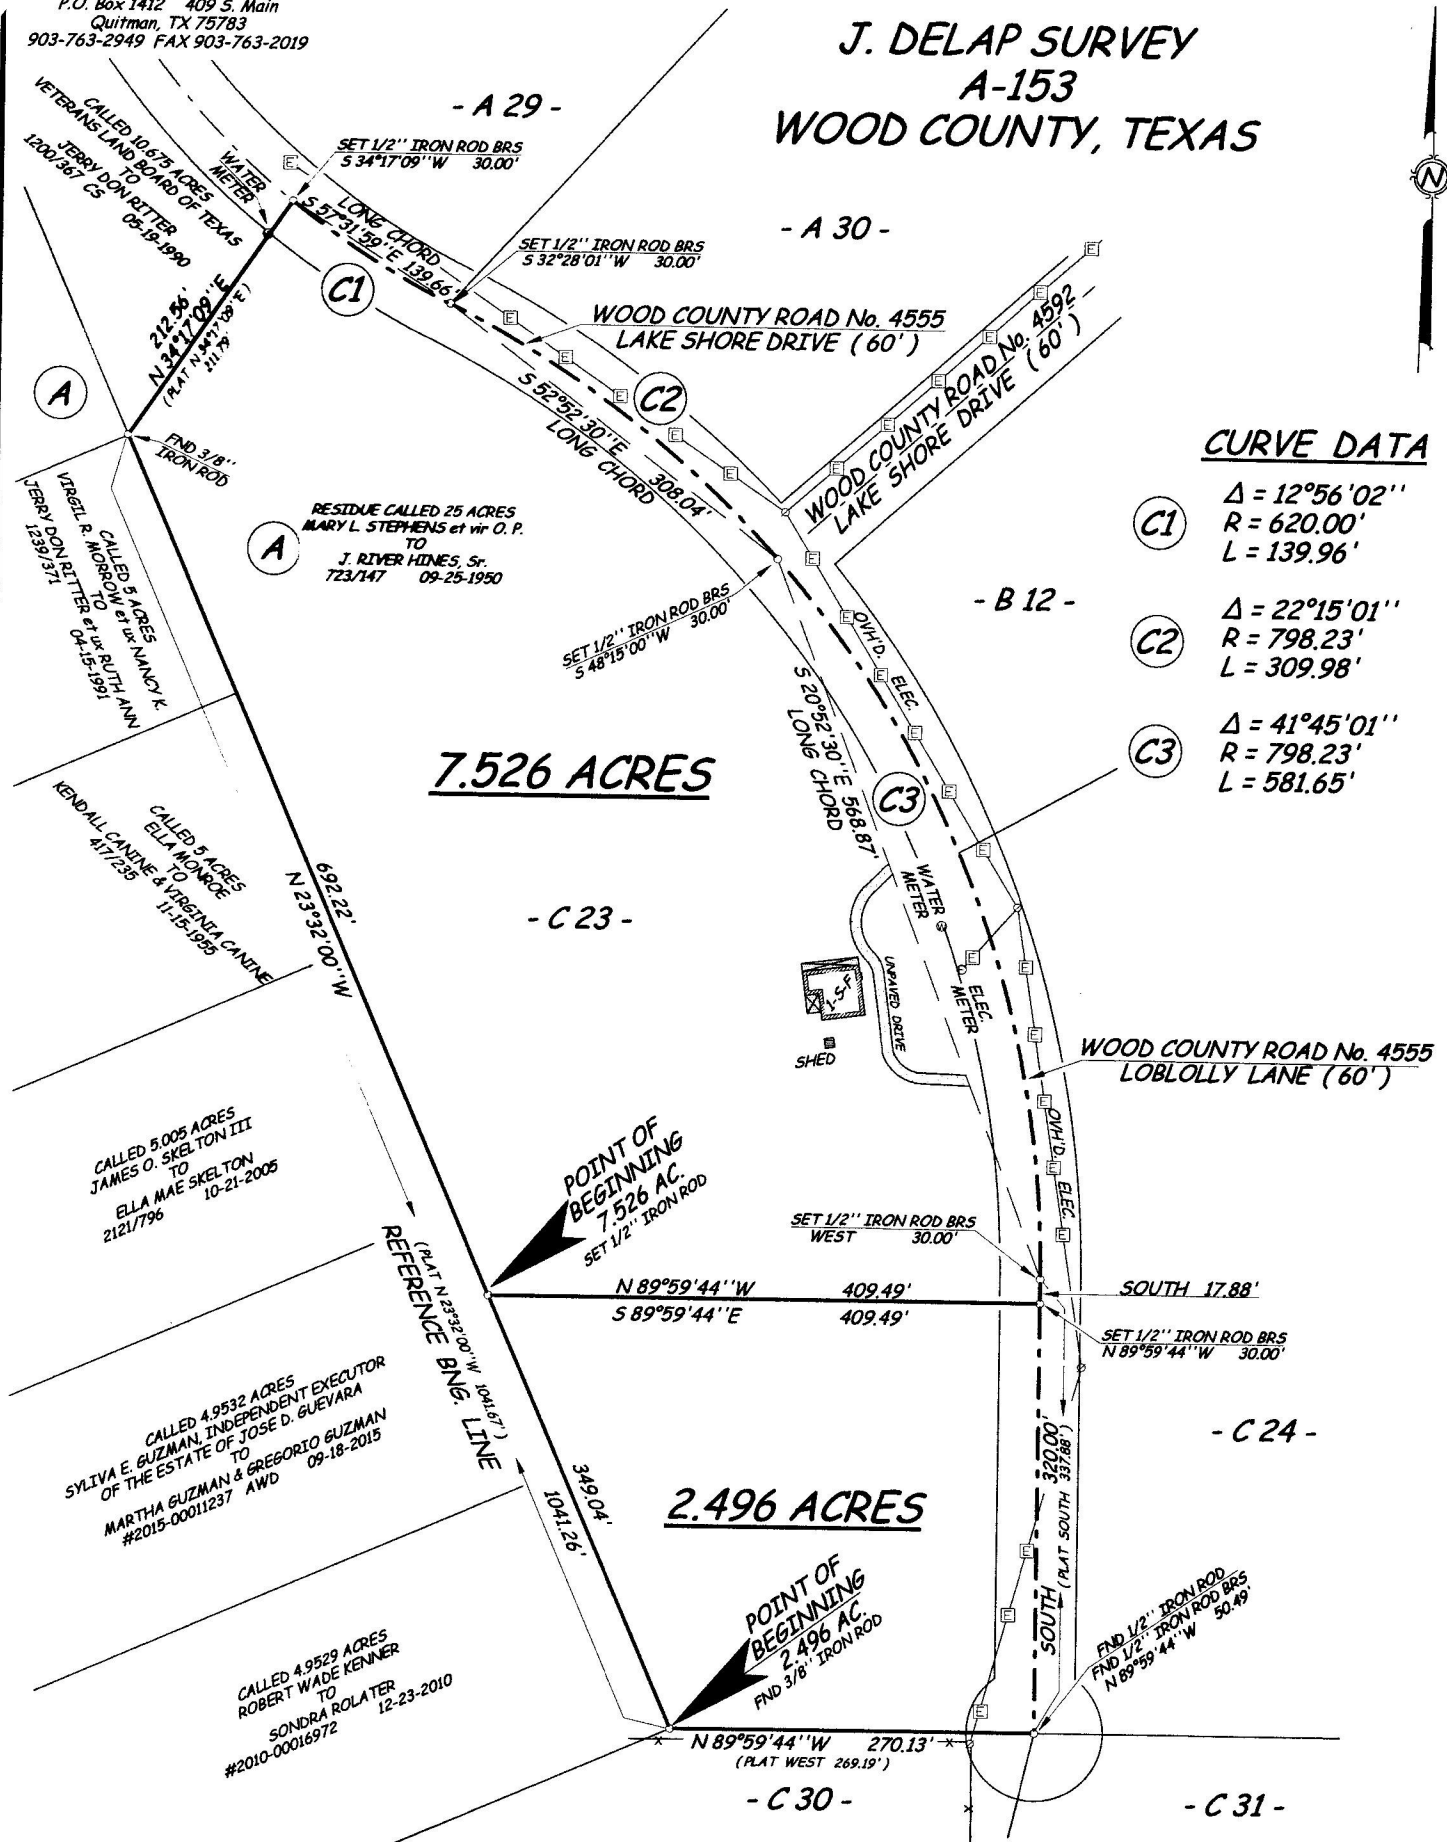 P.O. Box 1412 409 S. Main
Quitman, TX 75783
903-763-2949 FAX 903-763-2019
J. DELAP SURVEY
A-153
WOOD COUNTY, TEXAS
N
- A 29 -
CALLED 10.675 ACRES
VETERANS LAND BOARD OF TEXAS
TO
JERRY DON RITTER
1200/367 CS 05-19-1990
WATER
METER
SET 1/2'' IRON ROD BRS
S 34°17'09''W 30.00'
LONG CHORD
S 57°31'59''E 139.66'
- A 30 -
SET 1/2'' IRON ROD BRS
S 32°28'01''W 30.00'
C1
212.56'
N 34°17'09''E
(PLAT N 34°17'09''E)
211.79'
WOOD COUNTY ROAD No. 4555
LAKE SHORE DRIVE (60')
WOOD COUNTY ROAD No. 4592
LAKE SHORE DRIVE (60')
C2
S 52°52'30''E 308.04'
LONG CHORD
A
FND 3/8''
IRON ROD
CURVE DATA
C1
Δ = 12°56'02''
R = 620.00'
L = 139.96'
C2
Δ = 22°15'01''
R = 798.23'
L = 309.98'
C3
Δ = 41°45'01''
R = 798.23'
L = 581.65'
CALLED 5 ACRES
VIRGIL R. MORROW et ux NANCY K.
TO
JERRY DON RITTER et ux RUTH ANN
1239/371 04-15-1991
A
RESIDUE CALLED 25 ACRES
MARY L. STEPHENS et vir O. P.
TO
J. RIVER HINES, Sr.
723/147 09-25-1950
SET 1/2'' IRON ROD BRS
S 48°15'00''W 30.00'
- B 12 -
OVH'D. ELEC.
S 20°52'30''E 568.87'
LONG CHORD
C3
7.526 ACRES
CALLED 5 ACRES
ELLA MONROE
TO
KENDALL CANINE & VIRGINIA CANINE
417/235 11-15-1955
692.22'
N 23°32'00''W
- C 23 -
WATER
METER
ELEC.
METER
UNPAVED DRIVE
1-S-F
SHED
WOOD COUNTY ROAD No. 4555
LOBLOLLY LANE (60')
OVH'D. ELEC.
CALLED 5.005 ACRES
JAMES O. SKELTON III
TO
ELLA MAE SKELTON
2121/796 10-21-2005
POINT OF
BEGINNING
7.526 AC.
SET 1/2'' IRON ROD
(PLAT N 23°32'00''W 1041.67')
REFERENCE BNG. LINE
SET 1/2'' IRON ROD BRS
WEST 30.00'
N 89°59'44''W 409.49'
S 89°59'44''E 409.49'
SOUTH 17.88'
SET 1/2'' IRON ROD BRS
N 89°59'44''W 30.00'
CALLED 4.9532 ACRES
SYLIVA E. GUZMAN, INDEPENDENT EXECUTOR
OF THE ESTATE OF JOSE D. GUEVARA
TO
MARTHA GUZMAN & GREGORIO GUZMAN
#2015-00011237 AWD 09-18-2015
- C 24 -
349.04'
1041.26'
2.496 ACRES
SOUTH 320.00'
(PLAT SOUTH 337.88')
POINT OF
BEGINNING
2.496 AC.
FND 3/8'' IRON ROD
FND 1/2'' IRON ROD
FND 1/2'' IRON ROD BRS
N 89°59'44''W 50.49'
CALLED 4.9529 ACRES
ROBERT WADE KENNER
TO
SONDRA ROLATER
#2010-00016972 12-23-2010
N 89°59'44''W 270.13'
(PLAT WEST 269.19')
- C 30 -
- C 31 -